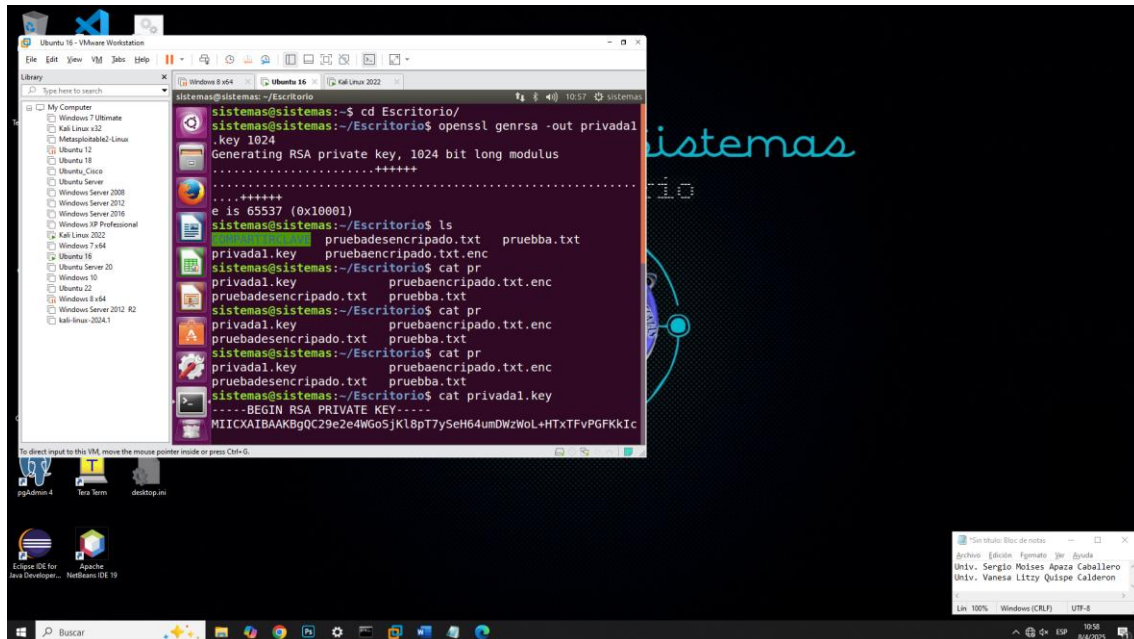 Ubuntu 16 - VMware Workstation
File Edit View VM Tabs Help
Library
Type here to search
My Computer
Windows 7 Ultimate
Kali Linux x32
Metasploitable2-Linux
Ubuntu 12
Ubuntu 18
Ubuntu_Cisco
Ubuntu Server
Windows Server 2008
Windows Server 2012
Windows Server 2016
Windows XP Professional
Kali Linux 2022
Windows 7 x64
Ubuntu 16
Ubuntu Server 20
Windows 10
Ubuntu 22
Windows 8 x64
Windows Server 2012 R2
kali-linux-2024.1
Windows 8 x64 Ubuntu 16 Kali Linux 2022
sistemas@sistemas: ~/Escritorio 10:57 sistemas
sistemas@sistemas:~$ cd Escritorio/
sistemas@sistemas:~/Escritorio$ openssl genrsa -out privada1
.key 1024
Generating RSA private key, 1024 bit long modulus
.......................++++++
............................................................
....++++++
e is 65537 (0x10001)
sistemas@sistemas:~/Escritorio$ ls
COMPARTIRCLAVE pruebadesencripado.txt pruebba.txt
privada1.key pruebaencripado.txt.enc
sistemas@sistemas:~/Escritorio$ cat pr
privada1.key pruebaencripado.txt.enc
pruebadesencripado.txt pruebba.txt
sistemas@sistemas:~/Escritorio$ cat pr
privada1.key pruebaencripado.txt.enc
pruebadesencripado.txt pruebba.txt
sistemas@sistemas:~/Escritorio$ cat pr
privada1.key pruebaencripado.txt.enc
pruebadesencripado.txt pruebba.txt
sistemas@sistemas:~/Escritorio$ cat privada1.key
-----BEGIN RSA PRIVATE KEY-----
MIICXAIBAAKBgQC29e2e4WGoSjKl8pT7ySeH64umDWzWoL+HTxTFvPGFKkIc
To direct input to this VM, move the mouse pointer inside or press Ctrl+G.
istemas
pgAdmin 4 Tera Term desktop.ini
Eclipse IDE for Java Developer... Apache NetBeans IDE 19
*Sin título: Bloc de notas
Archivo Edición Formato Ver Ayuda
Univ. Sergio Moises Apaza Caballero
Univ. Vanesa Litzy Quispe Calderon
Lin 100% Windows (CRLF) UTF-8
Buscar
ESP 10:58
8/4/2025